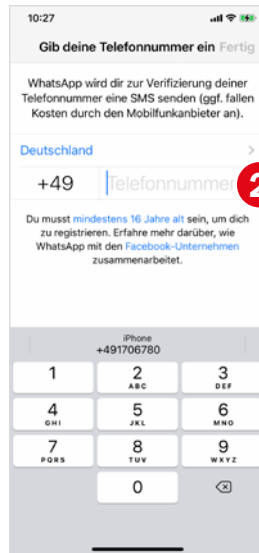 10:27
Gib deine Telefonnummer ein Fertig
WhatsApp wird dir zur Verifizierung deiner
Telefonnummer eine SMS senden (ggf. fallen
Kosten durch den Mobilfunkanbieter an).
Deutschland
+49 Telefonnummer 2
Du musst mindestens 16 Jahre alt sein, um dich
zu registrieren. Erfahre mehr darüber, wie
WhatsApp mit den Facebook-Unternehmen
zusammenarbeitet.
iPhone
+491706780
1 2 3
ABC DEF
4 5 6
GHI JKL MNO
7 8 9
PQRS TUV WXYZ
0